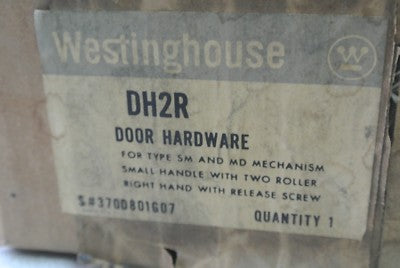 Westinghouse
DH2R
DOOR HARDWARE
FOR TYPE SM AND MD MECHANISM
SMALL HANDLE WITH TWO ROLLER
RIGHT HAND WITH RELEASE SCREW
S#370D801G07 QUANTITY 1